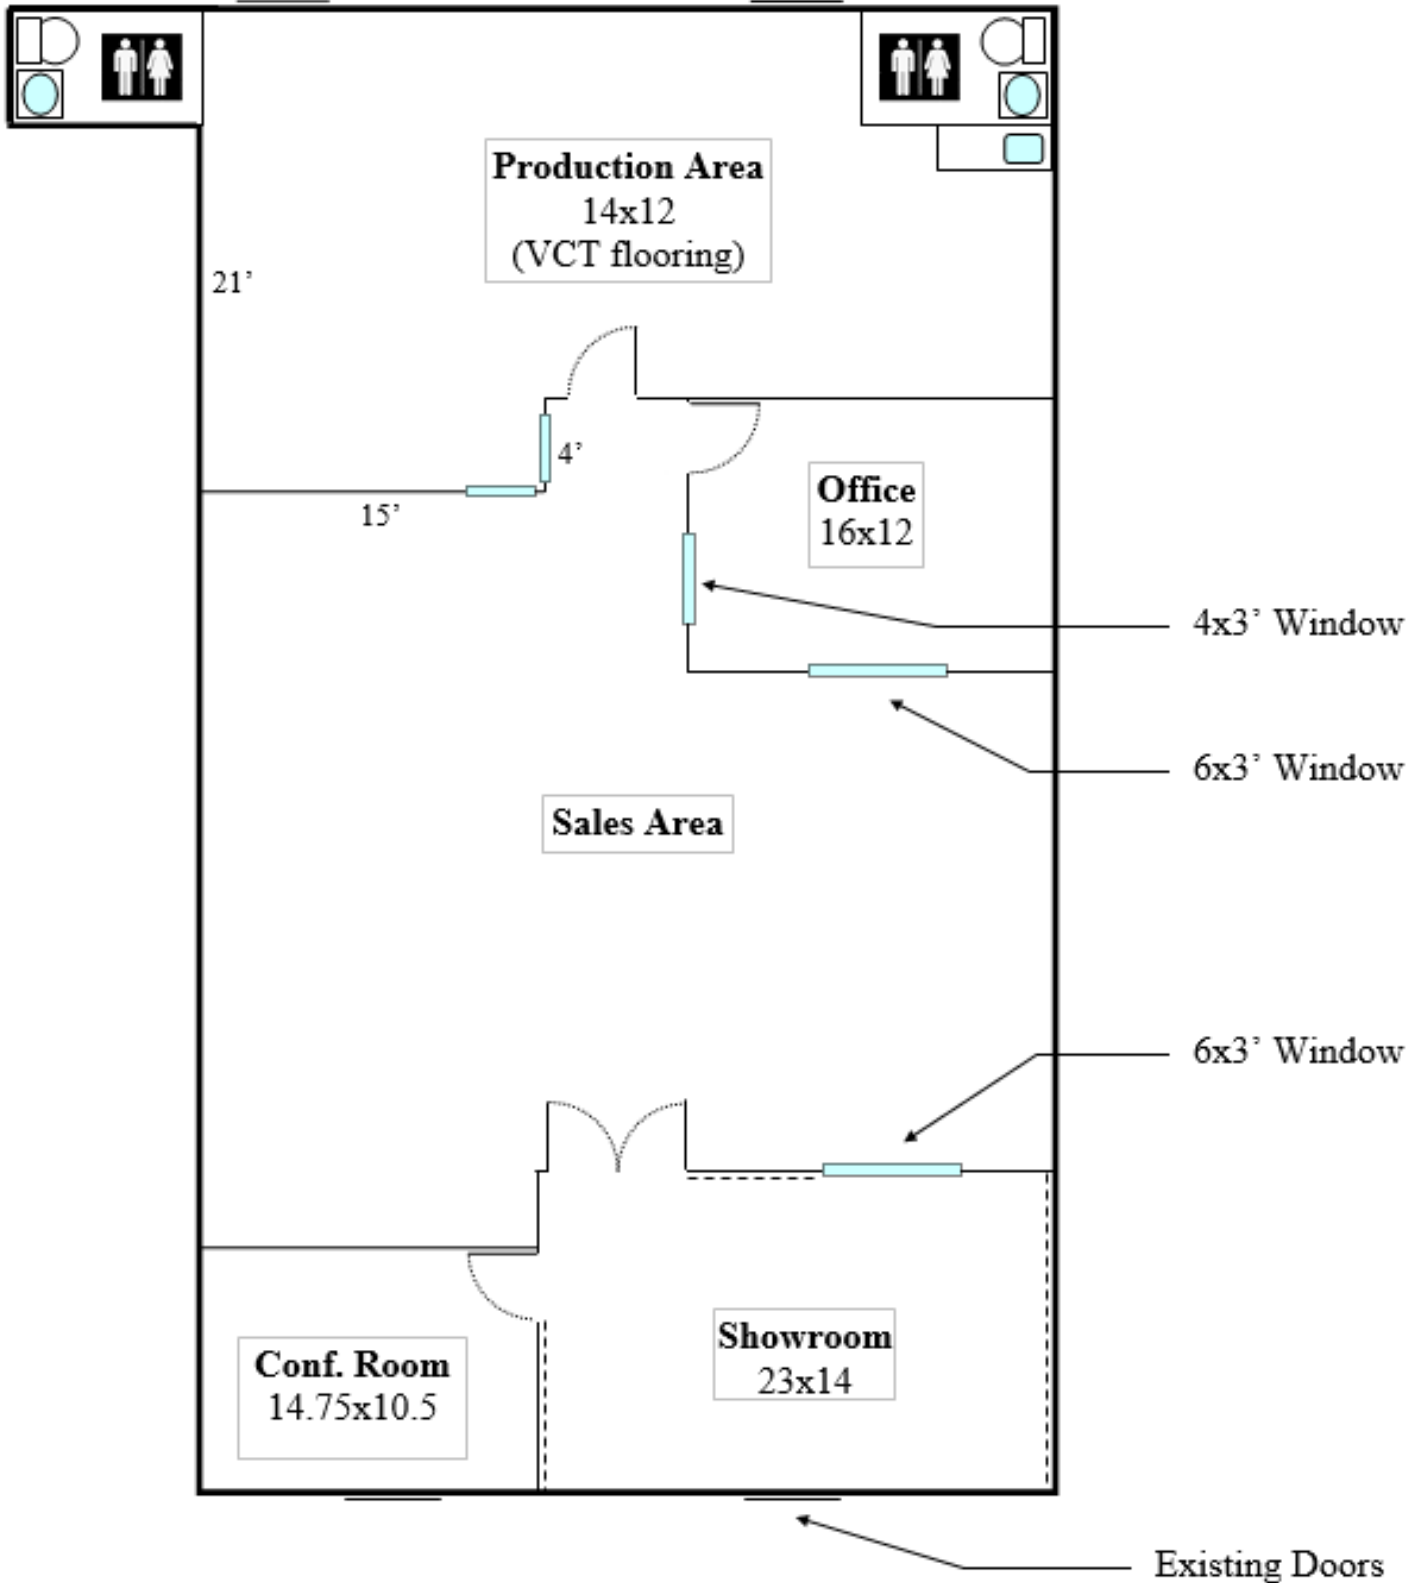 Production Area
14x12
(VCT flooring)
21’
4’
15’
Office
16x12
4x3’ Window
6x3’ Window
Sales Area
6x3’ Window
Showroom
23x14
Conf. Room
14.75x10.5
Existing Doors